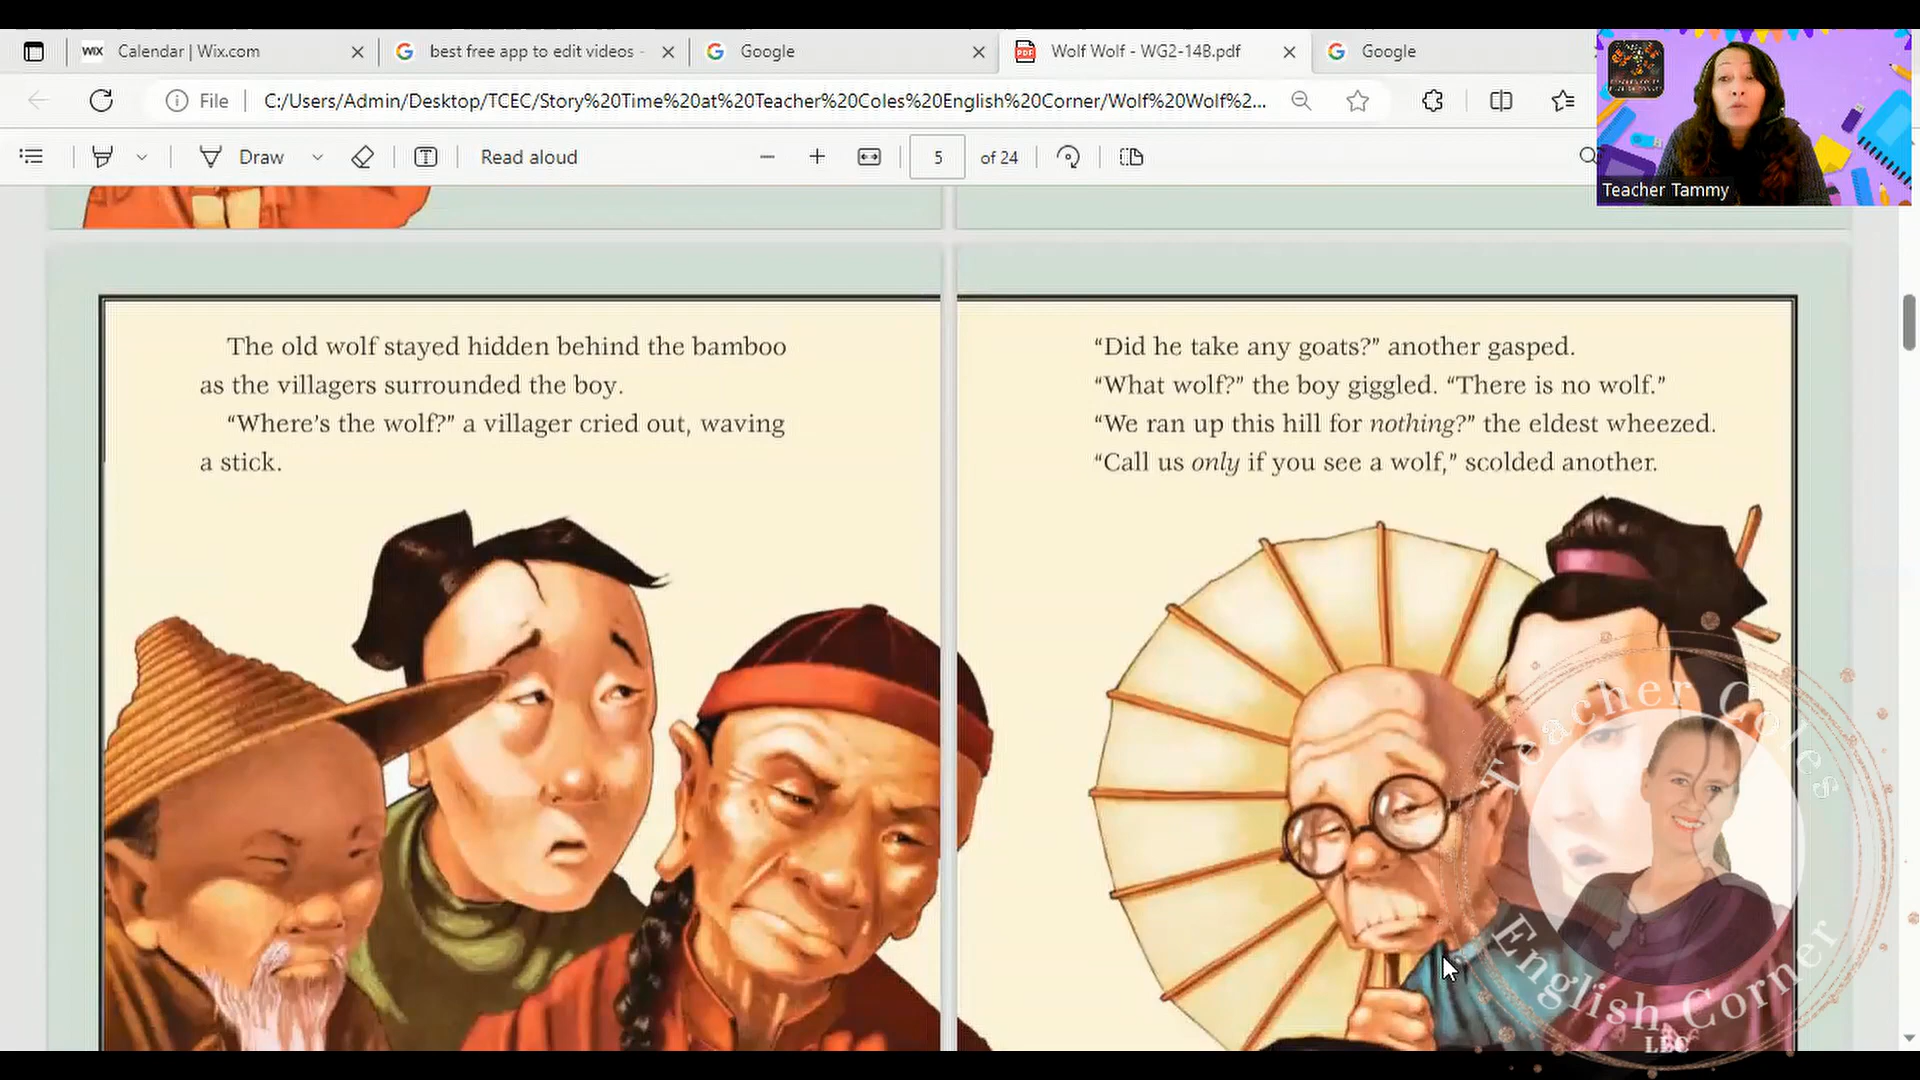 Calendar | Wix.com
best free app to edit videos -
Google
Wolf Wolf - WG2-14B.pdf
Google
File
C:/Users/Admin/Desktop/TCEC/Story%20Time%20at%20Teacher%20Coles%20English%20Corner/Wolf%20Wolf%2...
Draw
Read aloud
5 of 24
Teacher Tammy
The old wolf stayed hidden behind the bamboo
as the villagers surrounded the boy.
“Where’s the wolf?” a villager cried out, waving
a stick.
“Did he take any goats?” another gasped.
“What wolf?” the boy giggled. “There is no wolf.”
“We ran up this hill for nothing?” the eldest wheezed.
“Call us only if you see a wolf,” scolded another.
Teacher Coles
English Corner
LLC